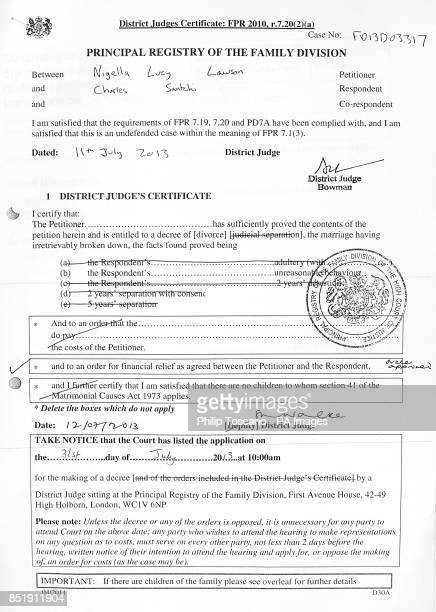 District Judges Certificate: FPR 2010, r.7.20(2)(a)
Case No: FD13D03317
PRINCIPAL REGISTRY OF THE FAMILY DIVISION
Between Nigella Lucy Lawson Petitioner
and Charles Saatchi Respondent
and Co-respondent
I am satisfied that the requirements of FPR 7.19, 7.20 and PD7A have been complied with, and I am
satisfied that this is an undefended case within the meaning of FPR 7.1(3).
Dated: 11th July 2013 District Judge
District Judge
Bowman
1 DISTRICT JUDGE'S CERTIFICATE
I certify that:
The Petitioner..........................................has sufficiently proved the contents of the
petition herein and is entitled to a decree of [divorce] [judicial separation], the marriage having
irretrievably broken down, the facts found proved being
(a) the Respondent's..........................................adultery (with
(b) the Respondent's..........................................unreasonable behaviour
(c) the Respondent's..........................................2 years' desertion
(d) 2 years' separation with consent
(e) 5 years' separation
PRINCIPAL REGISTRY OF THE FAMILY DIVISION OF THE HIGH COURT OF JUSTICE
* And to an order that the..........................................
do pay..........................................
the costs of the Petitioner.
* and to an order for financial relief as agreed between the Petitioner and the Respondent.
approved
* and I further certify that I am satisfied that there are no children to whom section 41 of the
Matrimonial Causes Act 1973 applies.
* Delete the boxes which do not apply
Date: 12/07/2013 [Deputy] District Judge
Philip Toscano - PA Images
TAKE NOTICE that the Court has listed the application on
the 31st day of July 2013 at 10:00am
for the making of a decree [and of the orders included in the District Judge's Certificate] by a
District Judge sitting at the Principal Registry of the Family Division, First Avenue House, 42-49
High Holborn, London, WC1V 6NP
Please note: Unless the decree or any of the orders is opposed, it is unnecessary for any party to
attend Court on the above date; any party who wishes to attend the hearing to make representations
on any question as to costs, must serve on every other party, not less than 2 days before the
hearing, written notice of their intention to attend the hearing and apply for, or oppose the making
of, an order for costs (as the case may be).
IMPORTANT: If there are children of the family please see overleaf for further details
D30A
851911904